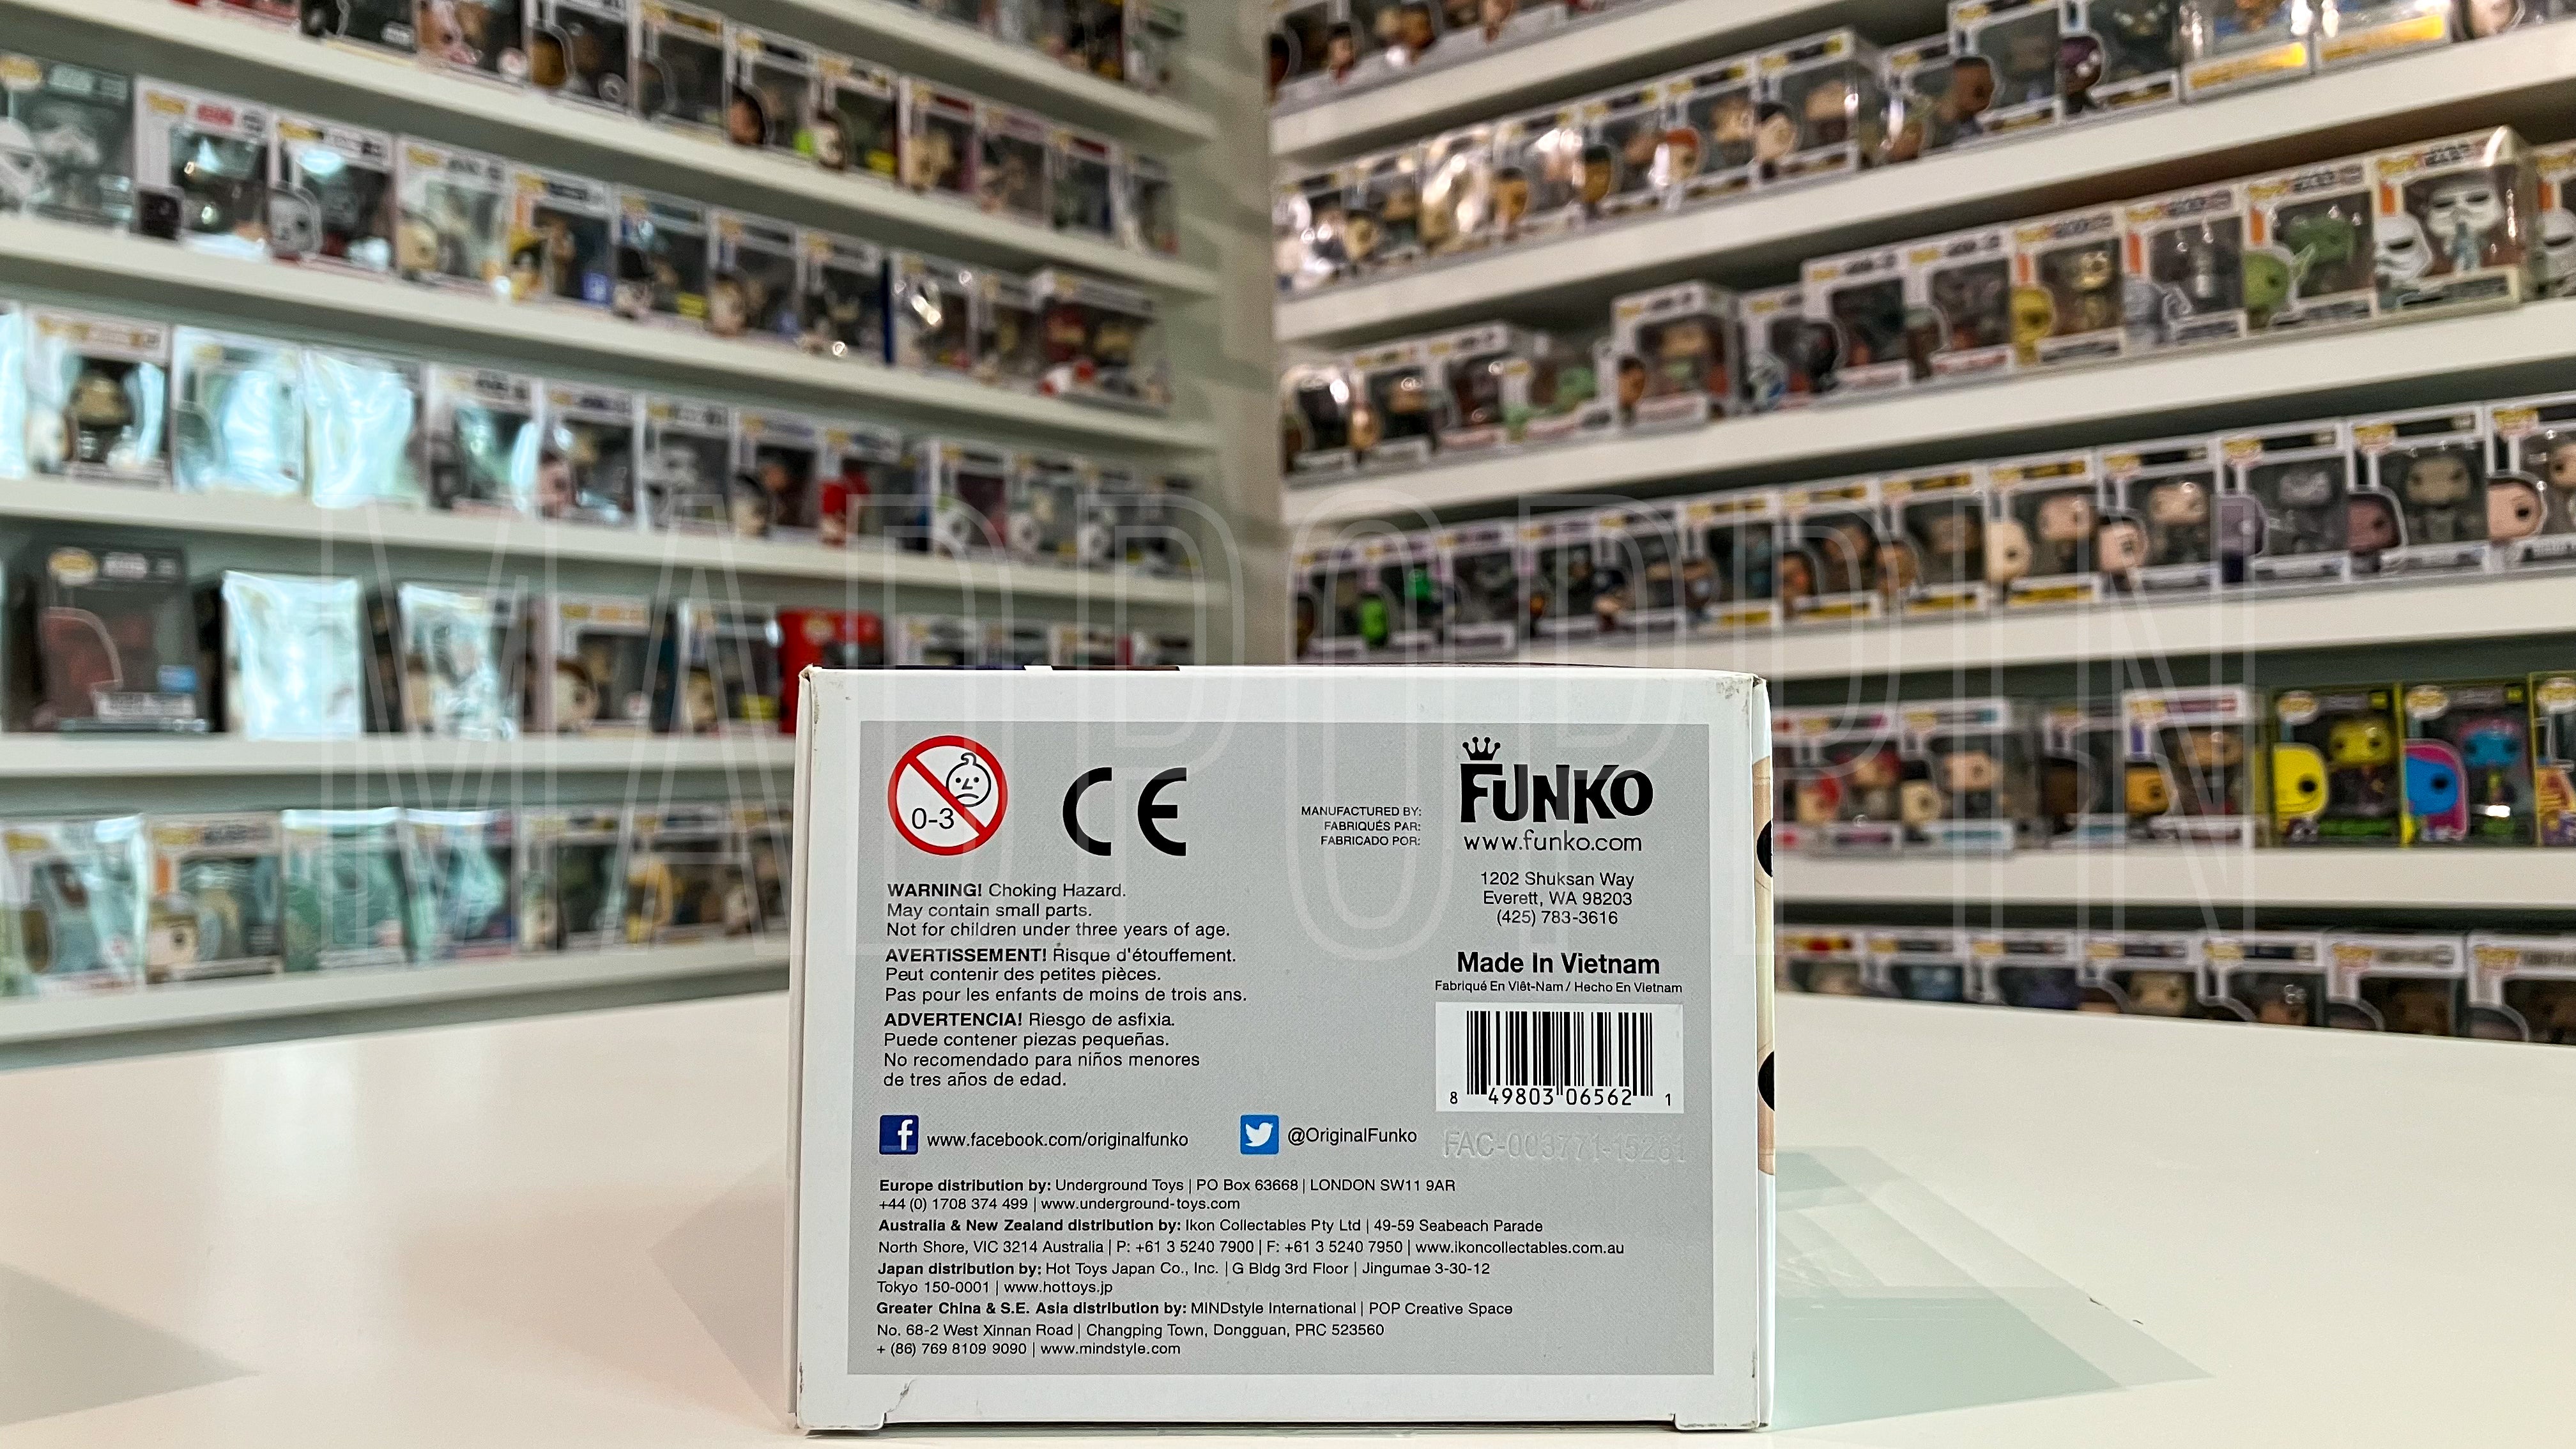 MADPOPPIN
0-3
CE
MANUFACTURED BY:
FABRIQUÉS PAR:
FABRICADO POR:
FUNKO
www.funko.com
1202 Shuksan Way
Everett, WA 98203
(425) 783-3616
WARNING! Choking Hazard.
May contain small parts.
Not for children under three years of age.
AVERTISSEMENT! Risque d'étouffement.
Peut contenir des petites pièces.
Pas pour les enfants de moins de trois ans.
ADVERTENCIA! Riesgo de asfixia.
Puede contener piezas pequeñas.
No recomendado para niños menores
de tres años de edad.
Made In Vietnam
Fabriqué En Viêt-Nam / Hecho En Vietnam
8 49803 06562 1
www.facebook.com/originalfunko
@OriginalFunko
Europe distribution by: Underground Toys | PO Box 63668 | LONDON SW11 9AR
+44 (0) 1708 374 499 | www.underground-toys.com
Australia & New Zealand distribution by: Ikon Collectables Pty Ltd | 49-59 Seabeach Parade
North Shore, VIC 3214 Australia | P: +61 3 5240 7900 | F: +61 3 5240 7950 | www.ikoncollectables.com.au
Japan distribution by: Hot Toys Japan Co., Inc. | G Bldg 3rd Floor | Jingumae 3-30-12
Tokyo 150-0001 | www.hottoys.jp
Greater China & S.E. Asia distribution by: MINDstyle International | POP Creative Space
No. 68-2 West Xinnan Road | Changping Town, Dongguan, PRC 523560
+ (86) 769 8109 9090 | www.mindstyle.com